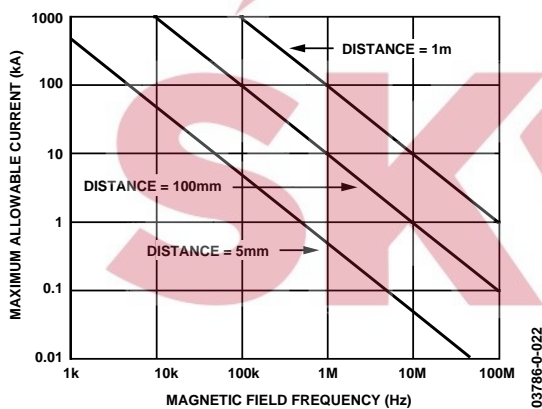 1000
100
10
1
0.1
0.01
MAXIMUM ALLOWABLE CURRENT (kA)
DISTANCE = 1m
DISTANCE = 100mm
DISTANCE = 5mm
1k
10k
100k
1M
10M
100M
MAGNETIC FIELD FREQUENCY (Hz)
03786-0-022
SK